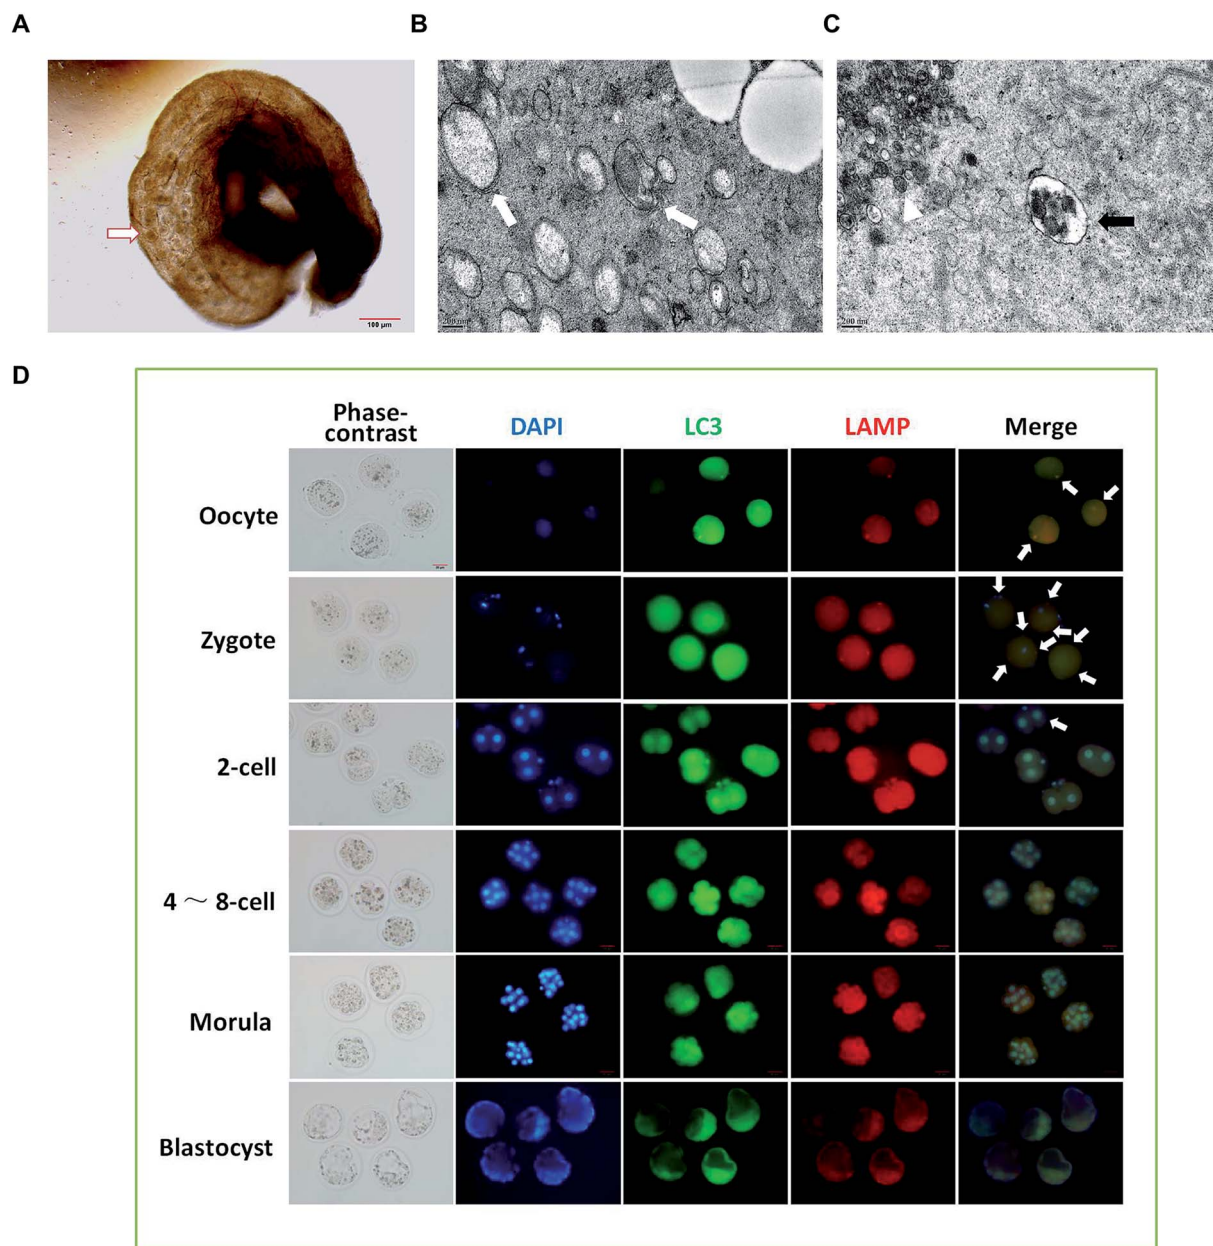 A
B
C
100 μm
200 nm
200 nm
D
Phase-
contrast
DAPI
LC3
LAMP
Merge
Oocyte
Zygote
2-cell
4 ～ 8-cell
Morula
Blastocyst